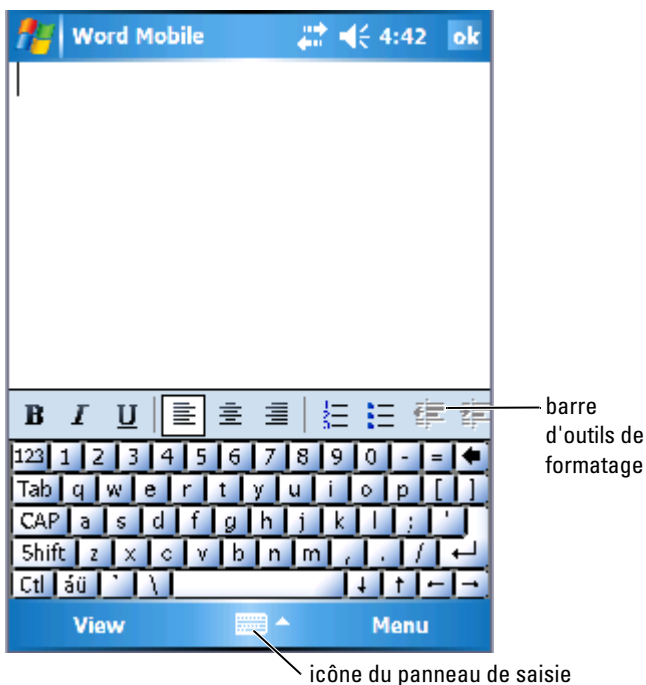 Word Mobile 4:42 ok
B I U
barre
d'outils de
formatage
123 1 2 3 4 5 6 7 8 9 0 - =
Tab q w e r t y u i o p [ ]
CAP a s d f g h j k l ; '
Shift z x c v b n m , . /
Ctl áü ` \
View Menu
icône du panneau de saisie